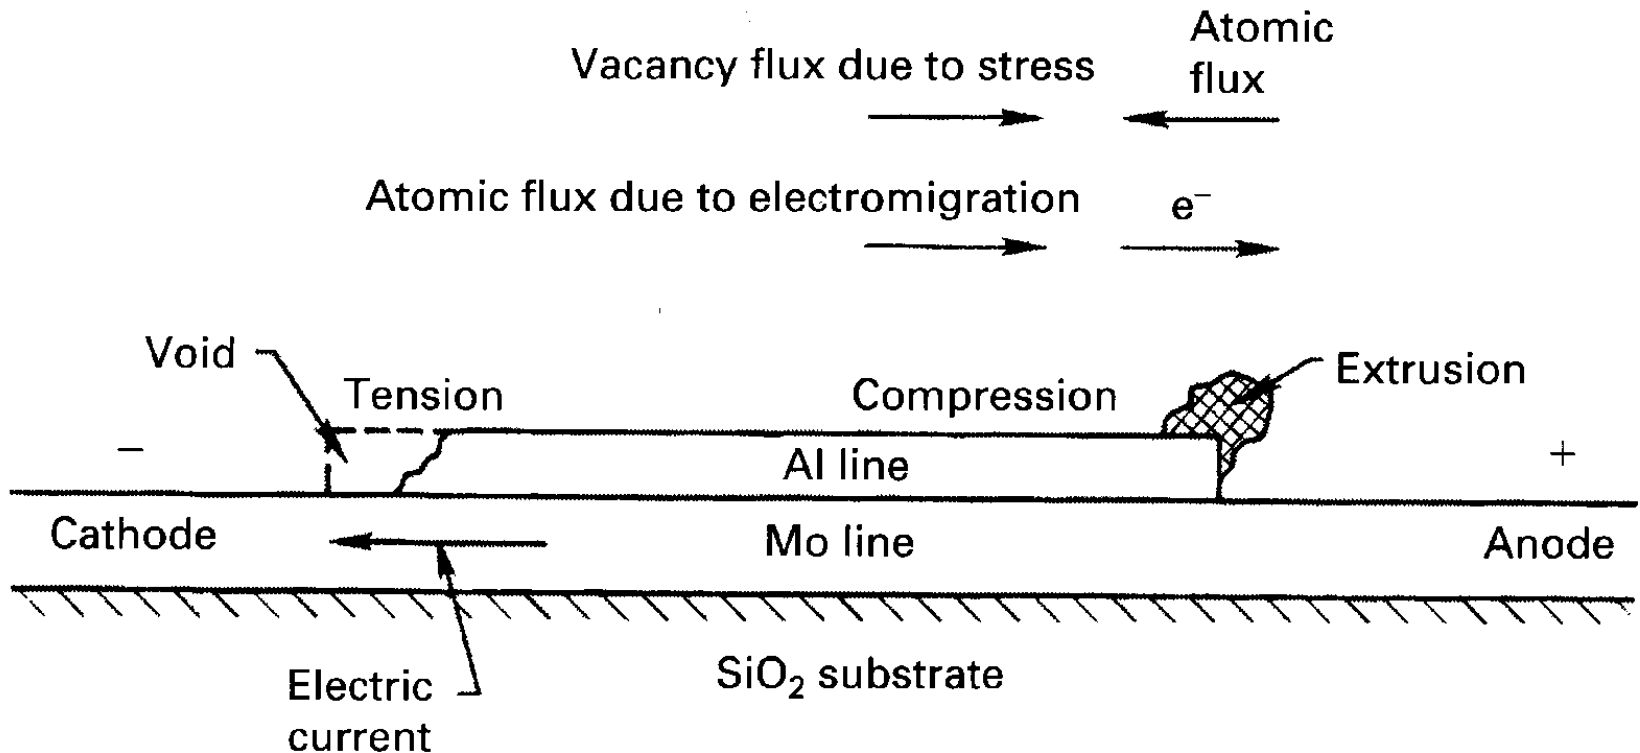 Atomic
flux
Vacancy flux due to stress
Atomic flux due to electromigration
e⁻
Void
Tension
Compression
Extrusion
−
Al line
+
Cathode
Mo line
Anode
Electric
current
SiO₂ substrate